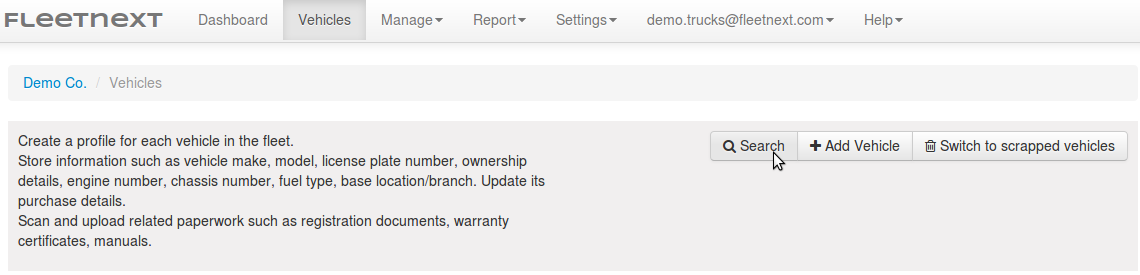 FLEETNEXT Dashboard Vehicles Manage Report Settings demo.trucks@fleetnext.com Help
Demo Co. / Vehicles
Create a profile for each vehicle in the fleet.
Store information such as vehicle make, model, license plate number, ownership
details, engine number, chassis number, fuel type, base location/branch. Update its
purchase details.
Scan and upload related paperwork such as registration documents, warranty
certificates, manuals.
Search Add Vehicle Switch to scrapped vehicles